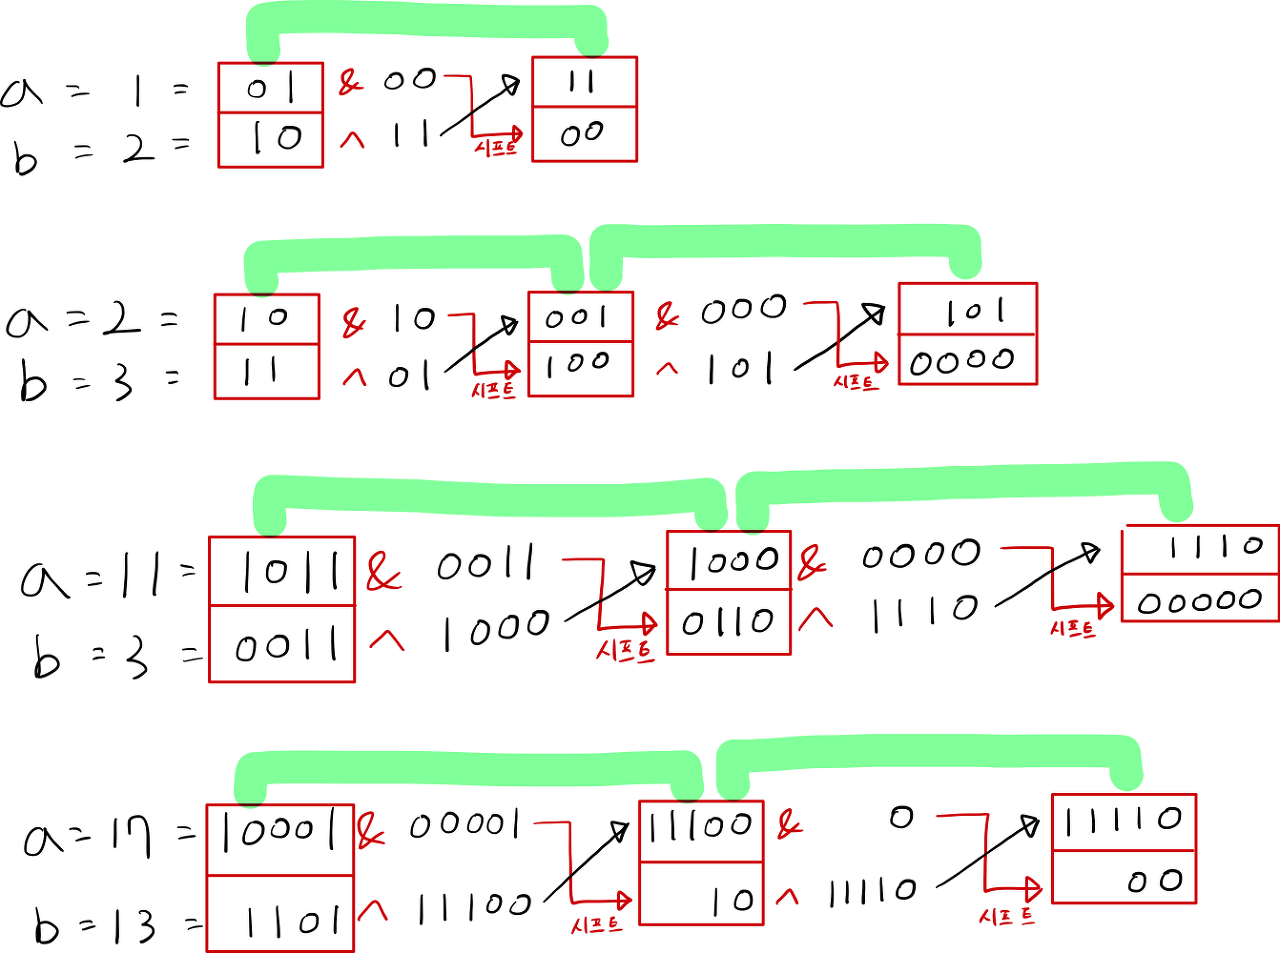 a = 1 = 01 & 00 11
b = 2 = 10 ^ 11 시프트 00
a = 2 = 10 & 10 001 & 000 101
b = 3 = 11 ^ 01 시프트 100 ^ 101 시프트 0000
a = 11 = 1011 & 0011 1000 & 0000 1110
b = 3 = 0011 ^ 1000 시프트 0110 ^ 1110 시프트 00000
a = 17 = 10001 & 00001 11100 & 0 11110
b = 13 = 1101 ^ 11100 시프트 10 ^ 11110 시프트 00